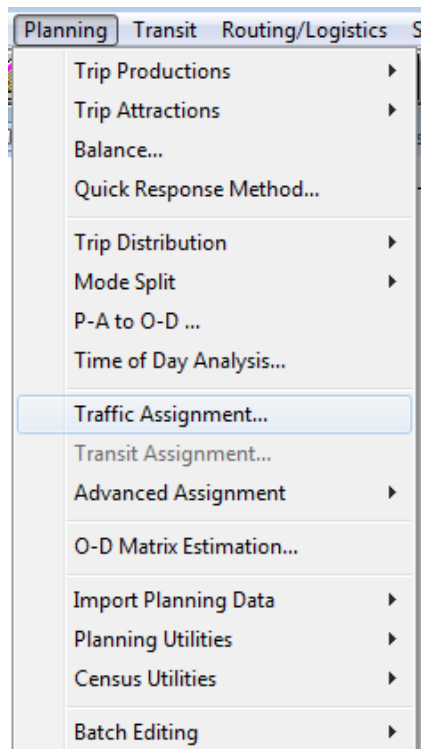 Planning Transit Routing/Logistics S
Trip Productions
Trip Attractions
Balance...
Quick Response Method...
Trip Distribution
Mode Split
P-A to O-D ...
Time of Day Analysis...
Traffic Assignment...
Transit Assignment...
Advanced Assignment
O-D Matrix Estimation...
Import Planning Data
Planning Utilities
Census Utilities
Batch Editing